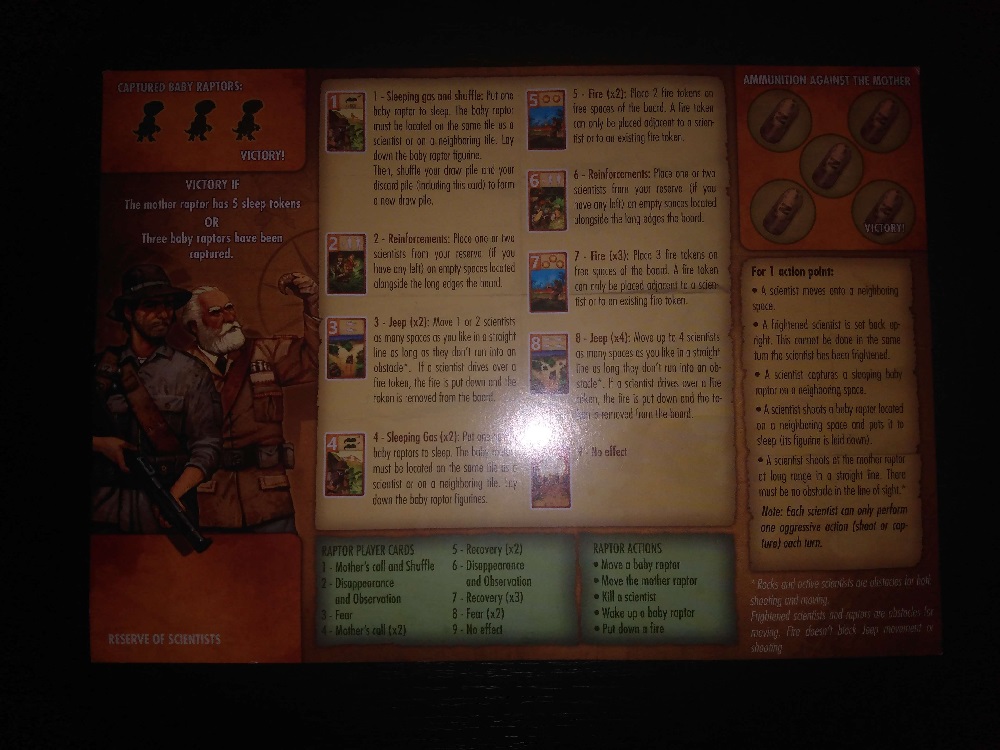 CAPTURED BABY RAPTORS:
VICTORY!
VICTORY IF
The mother raptor has 5 sleep tokens
OR
Three baby raptors have been
captured.
RESERVE OF SCIENTISTS
1
1 - Sleeping gas and shuffle: Put one
baby raptor to sleep. The baby raptor
must be located on the same tile as a
scientist or on a neighboring tile. Lay
down the baby raptor figurine.
Then, shuffle your draw pile and your
discard pile (including this card) to form
a new draw pile.
2
2 - Reinforcements: Place one or two
scientists from your reserve (if you
have any left) on empty spaces located
alongside the long edges the board.
3
3 - Jeep (x2): Move 1 or 2 scientists
as many spaces as you like in a straight
line as long as they don't run into an
obstacle*. If a scientist drives over a
fire token, the fire is put down and the
token is removed from the board.
4
4 - Sleeping Gas (x2): Put one
baby raptors to sleep. The baby
must be located on the same tile as a
scientist or on a neighboring tile. Lay
down the baby raptor figurines.
5
5 - Fire (x2): Place 2 fire tokens on
free spaces of the board. A fire token
can only be placed adjacent to a scien-
tist or to an existing fire token.
6
6 - Reinforcements: Place one or two
scientists from your reserve (if you
have any left) on empty spaces located
alongside the long edges the board.
7
7 - Fire (x3): Place 3 fire tokens on
free spaces of the board. A fire token
can only be placed adjacent to a scien-
tist or to an existing fire token.
8
8 - Jeep (x4): Move up to 4 scientists
as many spaces as you like in a straight
line as long they don't run into an ob-
stacle*. If a scientist drives over a fire
token, the fire is put down and the to-
ken is removed from the board.
9 - No effect
RAPTOR PLAYER CARDS
1 - Mother's call and Shuffle
2 - Disappearance
and Observation
3 - Fear
4 - Mother's call (x2)
5 - Recovery (x2)
6 - Disappearance
and Observation
7 - Recovery (x3)
8 - Fear (x2)
9 - No effect
RAPTOR ACTIONS
• Move a baby raptor
• Move the mother raptor
• Kill a scientist
• Wake up a baby raptor
• Put down a fire
AMMUNITION AGAINST THE MOTHER
VICTORY!
For 1 action point:
• A scientist moves onto a neighboring
space.
• A frightened scientist is set back up-
right. This cannot be done in the same
turn the scientist has been frightened.
• A scientist captures a sleeping baby
raptor on a neighboring space.
• A scientist shoots a baby raptor located
on a neighboring space and puts it to
sleep (its figurine is laid down).
• A scientist shoots at the mother raptor
at long range in a straight line. There
must be no obstacle in the line of sight.*
Note: Each scientist can only perform
one aggressive action (shoot or cap-
ture) each turn.
* Rocks and active scientists are obstacles for both
shooting and moving.
Frightened scientists and raptors are obstacles for
moving. Fire doesn't block Jeep movement or
shooting